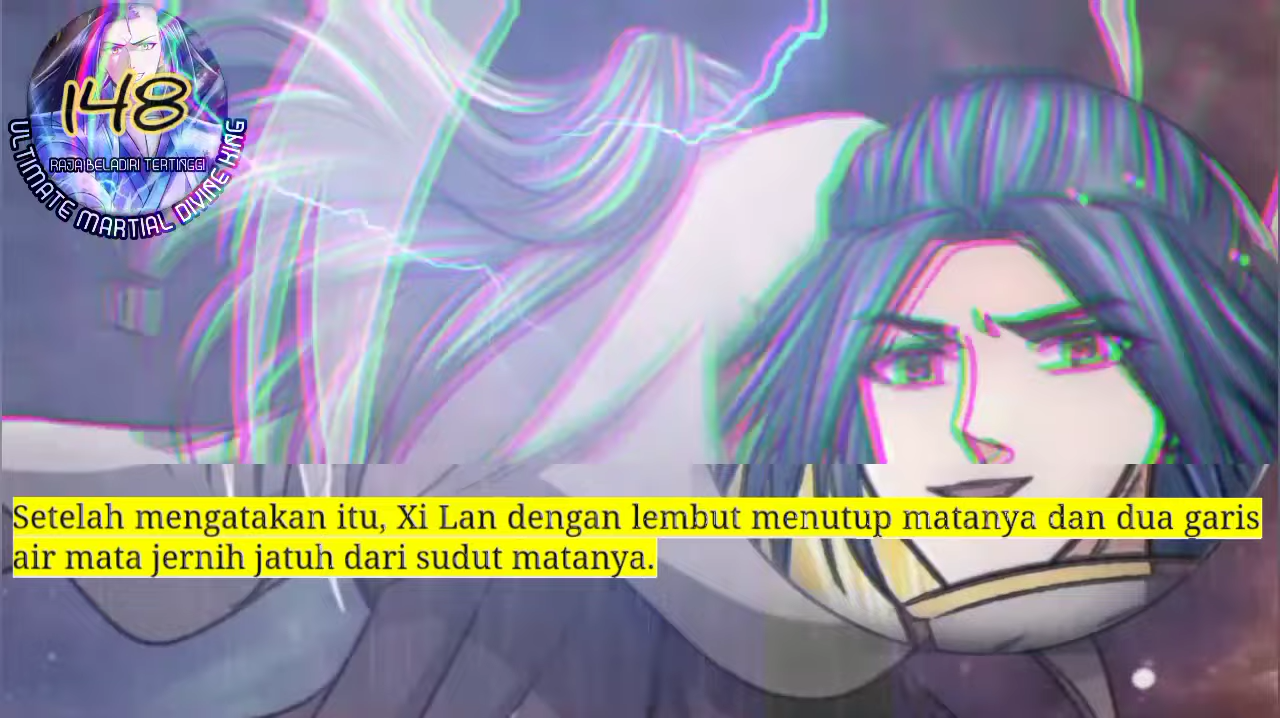 148
RAJA BELADIRI TERTINGGI
ULTIMATE MARTIAL DIVINE KING
Setelah mengatakan itu, Xi Lan dengan lembut menutup matanya dan dua garis
air mata jernih jatuh dari sudut matanya.